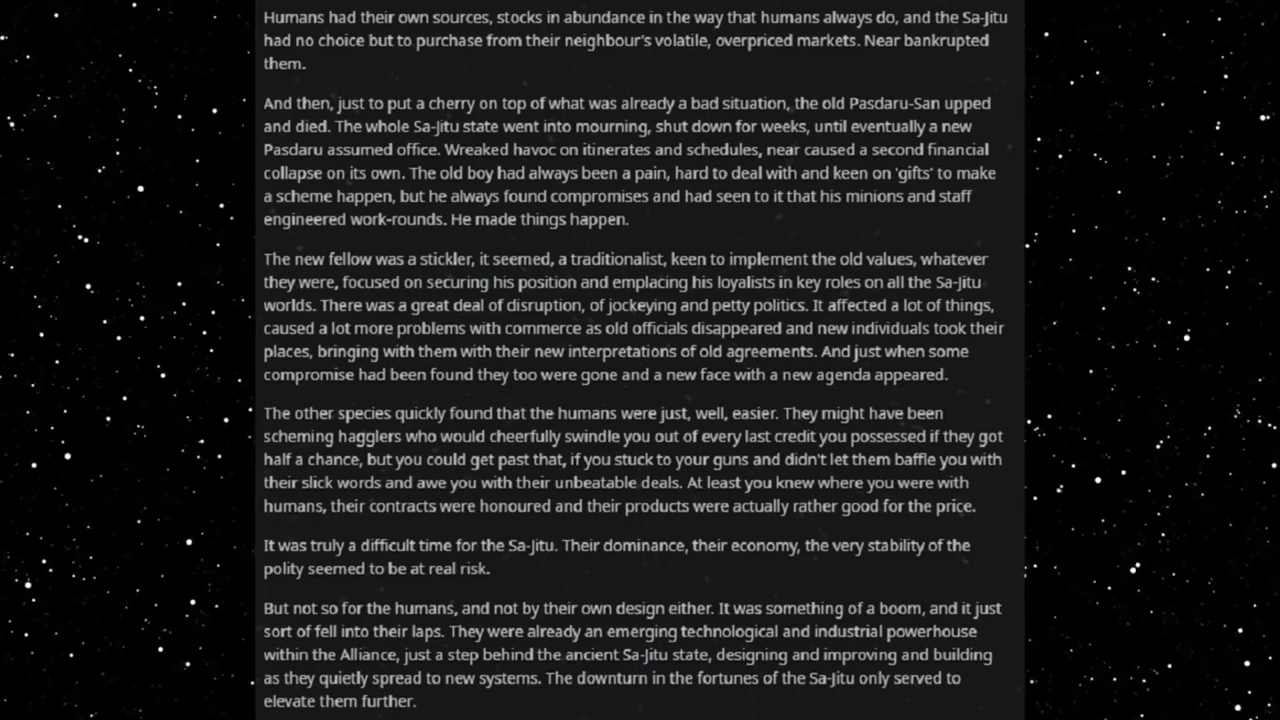 Humans had their own sources, stocks in abundance in the way that humans always do, and the Sa-Jitu
had no choice but to purchase from their neighbour's volatile, overpriced markets. Near bankrupted
them.
And then, just to put a cherry on top of what was already a bad situation, the old Pasdaru-San upped
and died. The whole Sa-Jitu state went into mourning, shut down for weeks, until eventually a new
Pasdaru assumed office. Wreaked havoc on itinerates and schedules, near caused a second financial
collapse on its own. The old boy had always been a pain, hard to deal with and keen on 'gifts' to make
a scheme happen, but he always found compromises and had seen to it that his minions and staff
engineered work-rounds. He made things happen.
The new fellow was a stickler, it seemed, a traditionalist, keen to implement the old values, whatever
they were, focused on securing his position and emplacing his loyalists in key roles on all the Sa-Jitu
worlds. There was a great deal of disruption, of jockeying and petty politics. It affected a lot of things,
caused a lot more problems with commerce as old officials disappeared and new individuals took their
places, bringing with them with their new interpretations of old agreements. And just when some
compromise had been found they too were gone and a new face with a new agenda appeared.
The other species quickly found that the humans were just, well, easier. They might have been
scheming hagglers who would cheerfully swindle you out of every last credit you possessed if they got
half a chance, but you could get past that, if you stuck to your guns and didn't let them baffle you with
their slick words and awe you with their unbeatable deals. At least you knew where you were with
humans, their contracts were honoured and their products were actually rather good for the price.
It was truly a difficult time for the Sa-Jitu. Their dominance, their economy, the very stability of the
polity seemed to be at real risk.
But not so for the humans, and not by their own design either. It was something of a boom, and it just
sort of fell into their laps. They were already an emerging technological and industrial powerhouse
within the Alliance, just a step behind the ancient Sa-Jitu state, designing and improving and building
as they quietly spread to new systems. The downturn in the fortunes of the Sa-Jitu only served to
elevate them further.